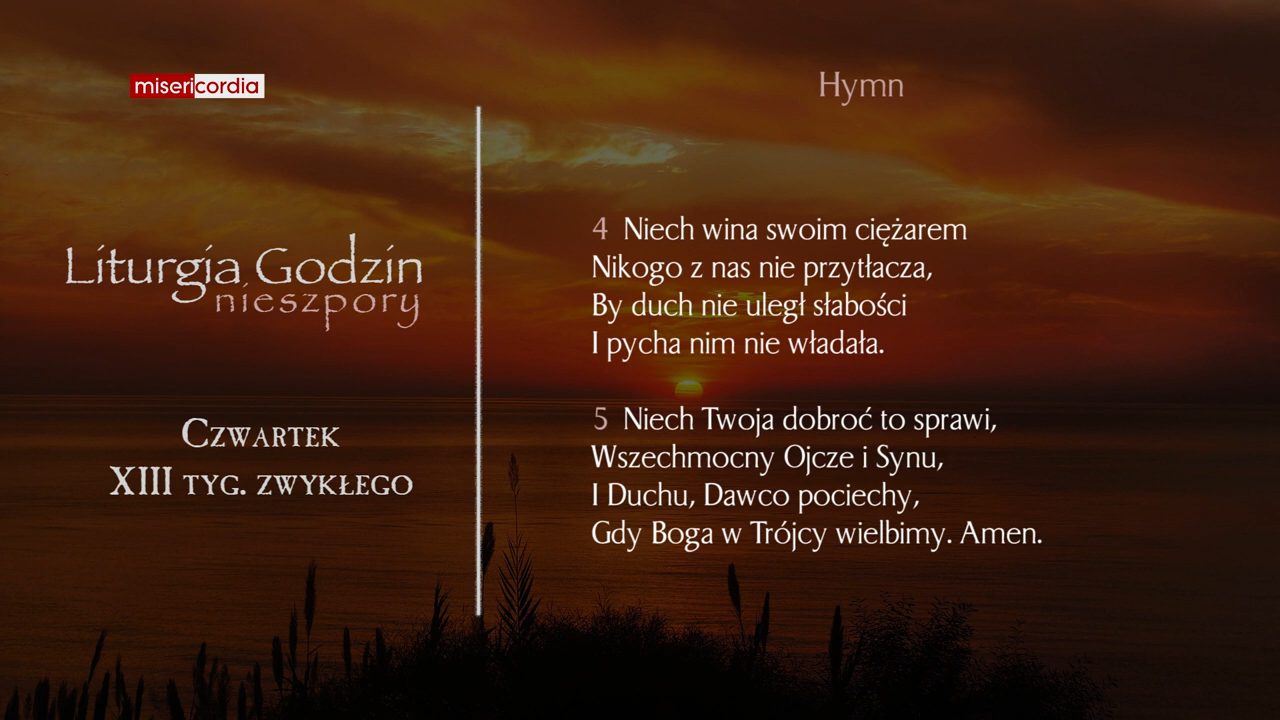 misericordia
Hymn
Liturgia Godzin
nieszpory
Czwartek
XIII tyg. zwykłego
4 Niech wina swoim ciężarem
Nikogo z nas nie przytłacza,
By duch nie uległ słabości
I pycha nim nie władała.
5 Niech Twoja dobroć to sprawi,
Wszechmocny Ojcze i Synu,
I Duchu, Dawco pociechy,
Gdy Boga w Trójcy wielbimy. Amen.